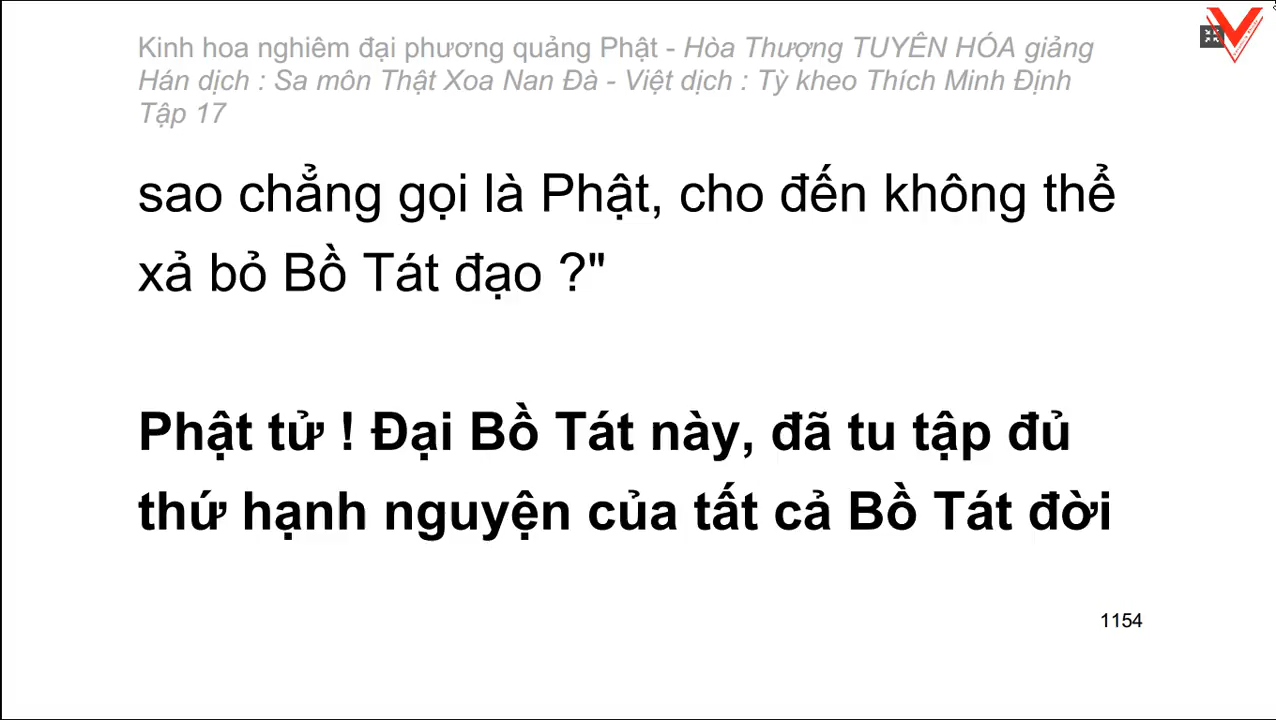 Kinh hoa nghiêm đại phương quảng Phật - Hòa Thượng TUYÊN HÓA giảng
Hán dịch : Sa môn Thật Xoa Nan Đà - Việt dịch : Tỳ kheo Thích Minh Định
Tập 17
sao chẳng gọi là Phật, cho đến không thể
xả bỏ Bồ Tát đạo ?"
Phật tử ! Đại Bồ Tát này, đã tu tập đủ
thứ hạnh nguyện của tất cả Bồ Tát đời
1154